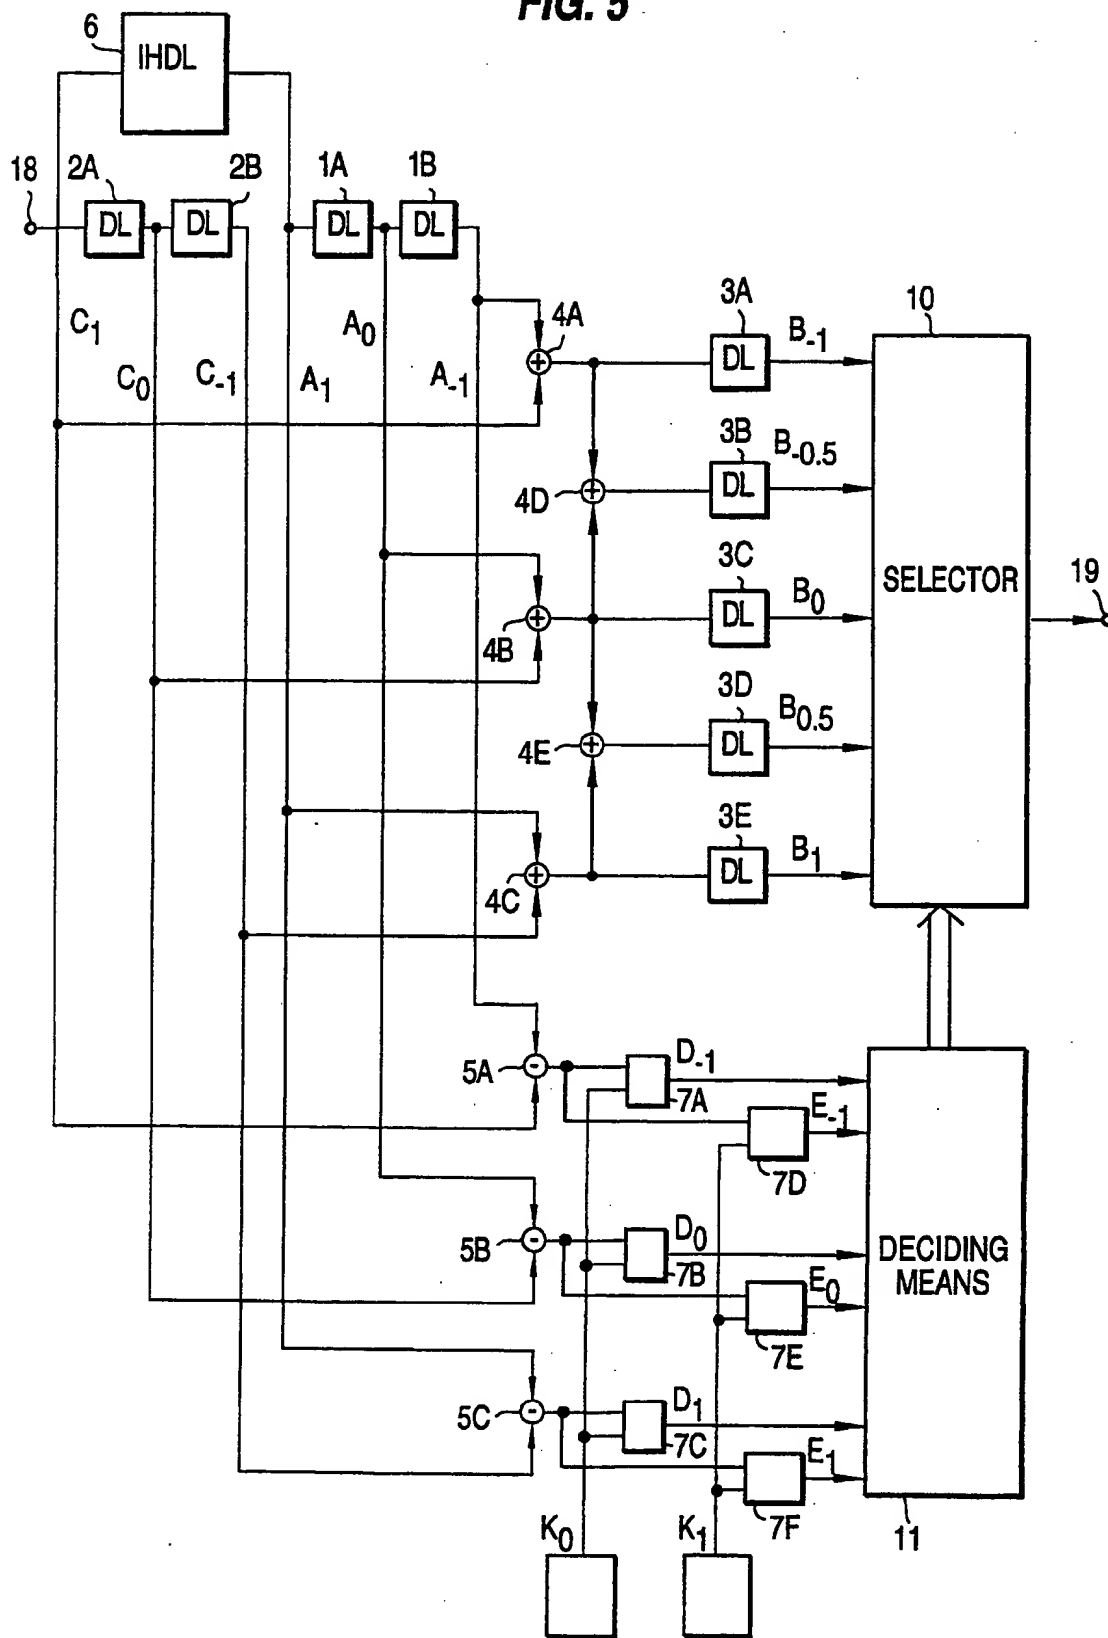 FIG. 5
6
IHDL
18
2A
2B
1A
1B
DL
DL
DL
DL
C1
C0
C-1
A1
A0
A-1
4A
3A
DL
B-1
10
3B
DL
B-0.5
4D
3C
DL
B0
SELECTOR
19
4B
3D
DL
B0.5
4E
3E
DL
B1
4C
5A
D-1
7A
E-1
7D
5B
D0
7B
E0
7E
DECIDING
MEANS
5C
D1
7C
E1
7F
11
K0
K1